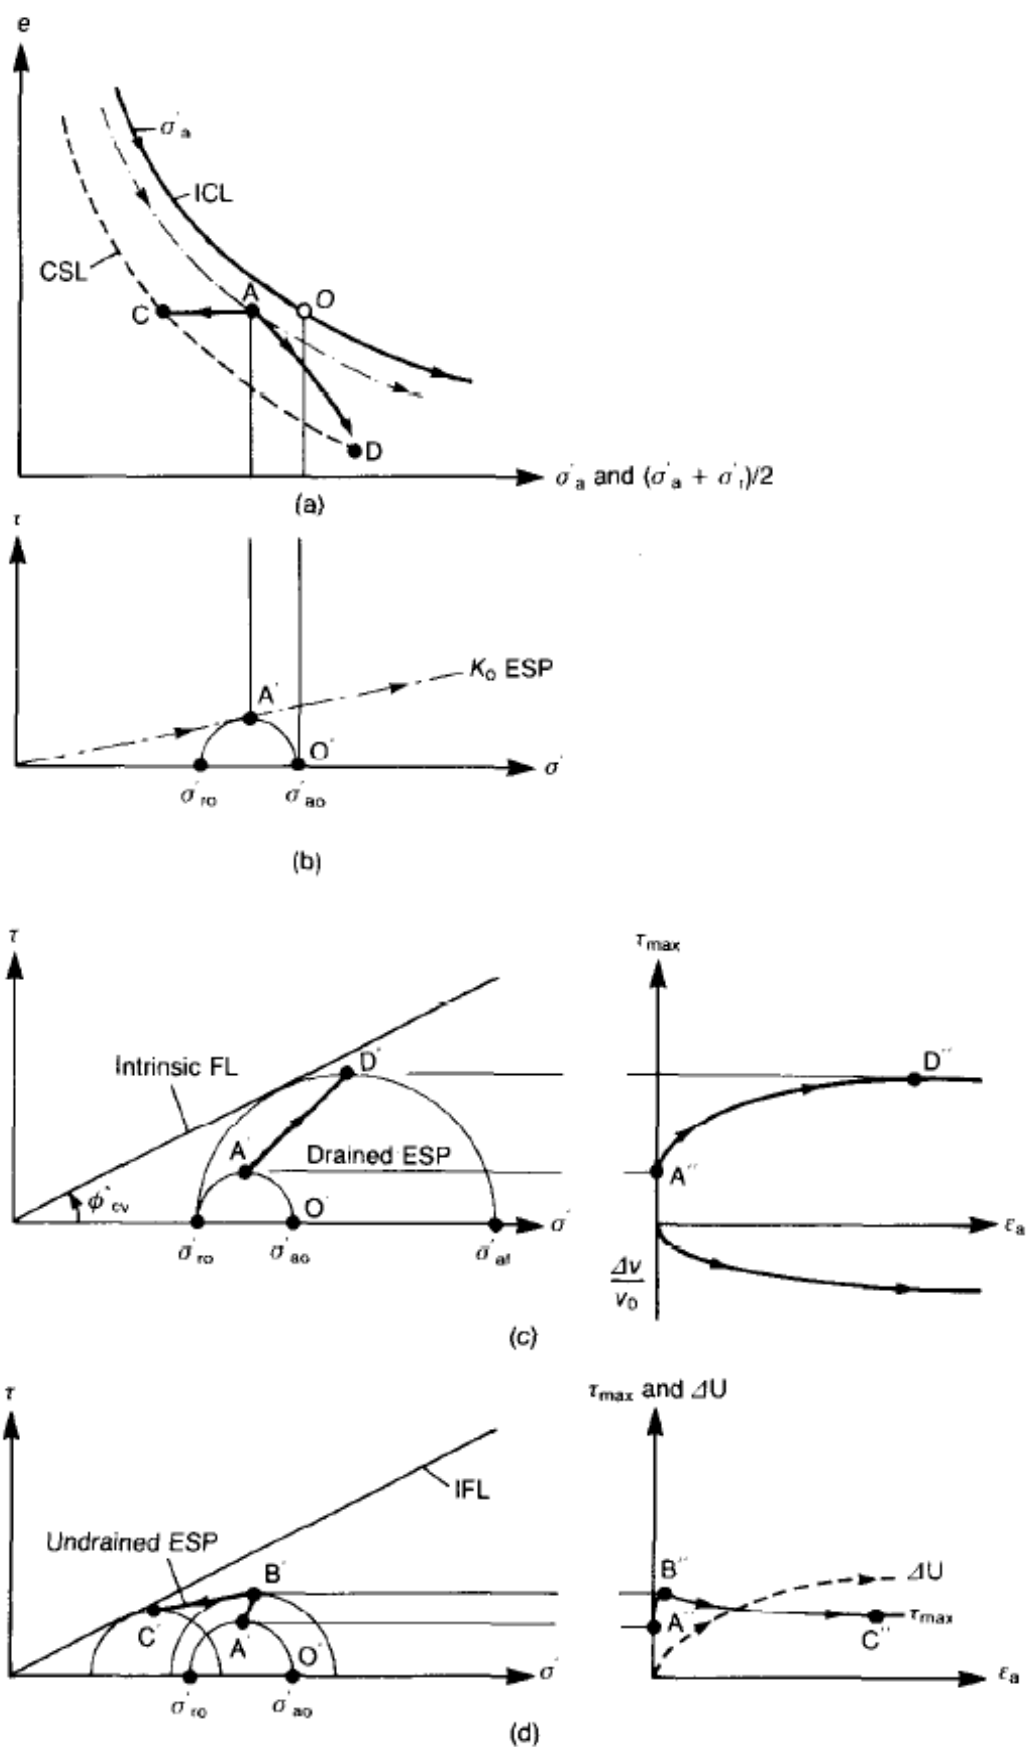 e
σ′a
ICL
CSL
A
O
C
D
σ′a and (σ′a + σ′r)/2
(a)
τ
K₀ ESP
A′
O′
σ′
σ′ro
σ′ao
(b)
τ
τmax
D′
D″
Intrinsic FL
A′
Drained ESP
A″
φ′cv
O′
σ′
εa
σ′ro
σ′ao
σ′af
Δv
v₀
(c)
τ
τmax and ΔU
IFL
Undrained ESP
B′
B″
ΔU
C′
A′
A″
τmax
C″
O′
σ′
εa
σ′ro
σ′ao
(d)